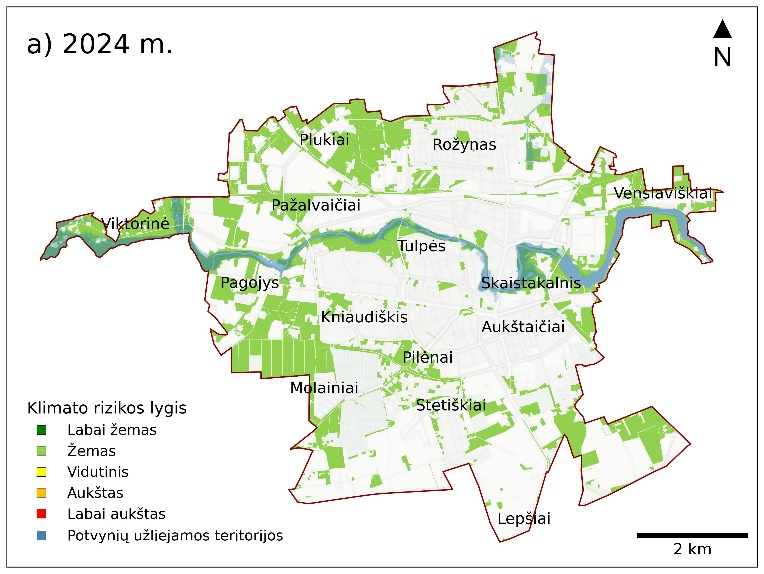 a) 2024 m.
N
Plukiai
Rožynas
Vensiaviškiai
Pažalvaičiai
Viktorinė
Tulpės
Pagojys
Skaistakalnis
Kniaudiškis
Aukštaičiai
Pilėnai
Molainiai
Stetiškiai
Lepšiai
Klimato rizikos lygis
Labai žemas
Žemas
Vidutinis
Aukštas
Labai aukštas
Potvynių užliejamos teritorijos
2 km